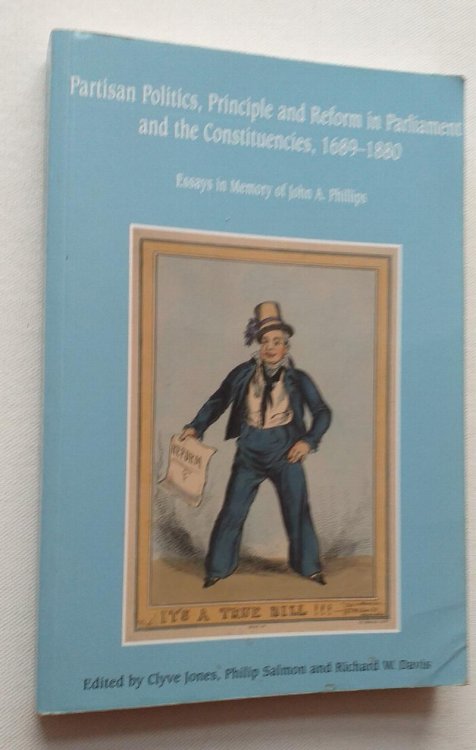 Partisan Politics, Principle and Reform in Parliament
and the Constituencies, 1689–1880
Essays in Memory of John A. Phillips
REFORM
IT'S A TRUE BILL !!!
Edited by Clyve Jones, Philip Salmon and Richard W. Davis